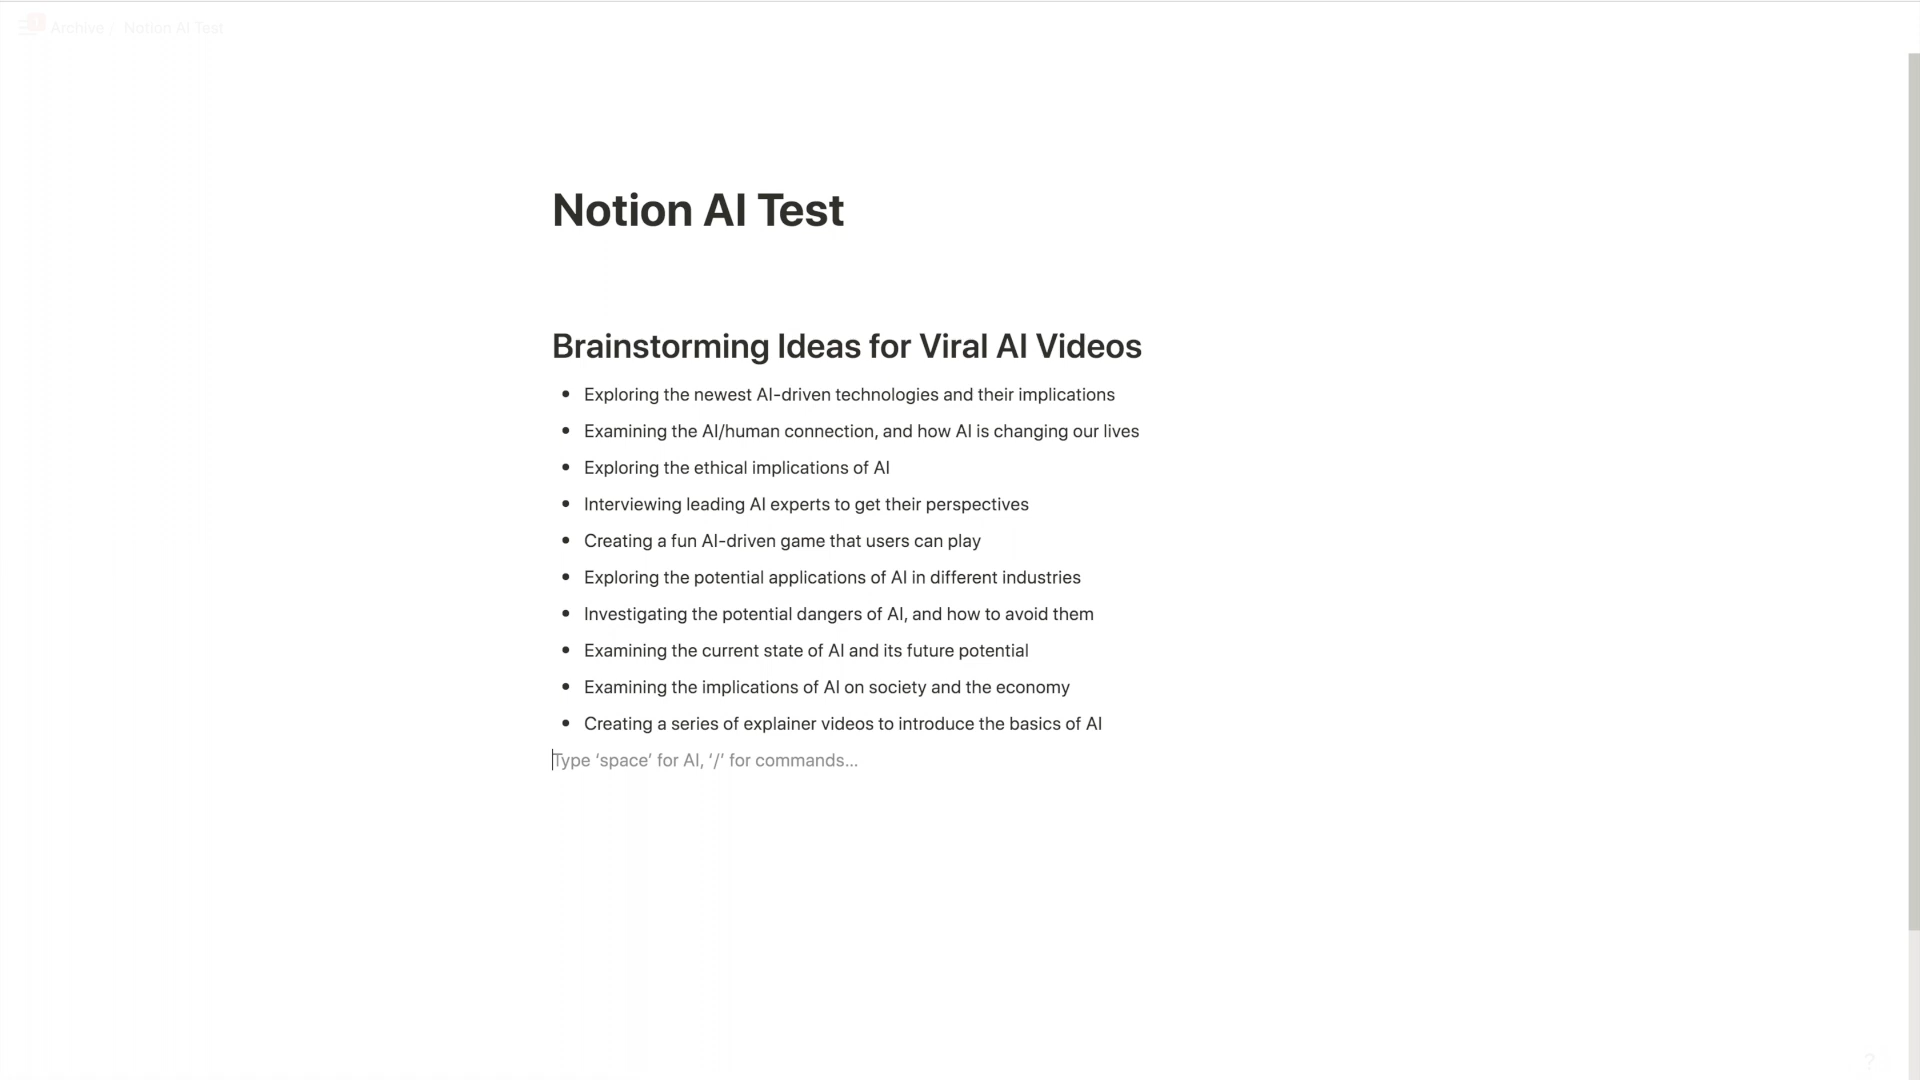 Archive / Notion AI Test
Notion AI Test
Brainstorming Ideas for Viral AI Videos
• Exploring the newest AI-driven technologies and their implications
• Examining the AI/human connection, and how AI is changing our lives
• Exploring the ethical implications of AI
• Interviewing leading AI experts to get their perspectives
• Creating a fun AI-driven game that users can play
• Exploring the potential applications of AI in different industries
• Investigating the potential dangers of AI, and how to avoid them
• Examining the current state of AI and its future potential
• Examining the implications of AI on society and the economy
• Creating a series of explainer videos to introduce the basics of AI
Type ‘space’ for AI, ‘/’ for commands…
?